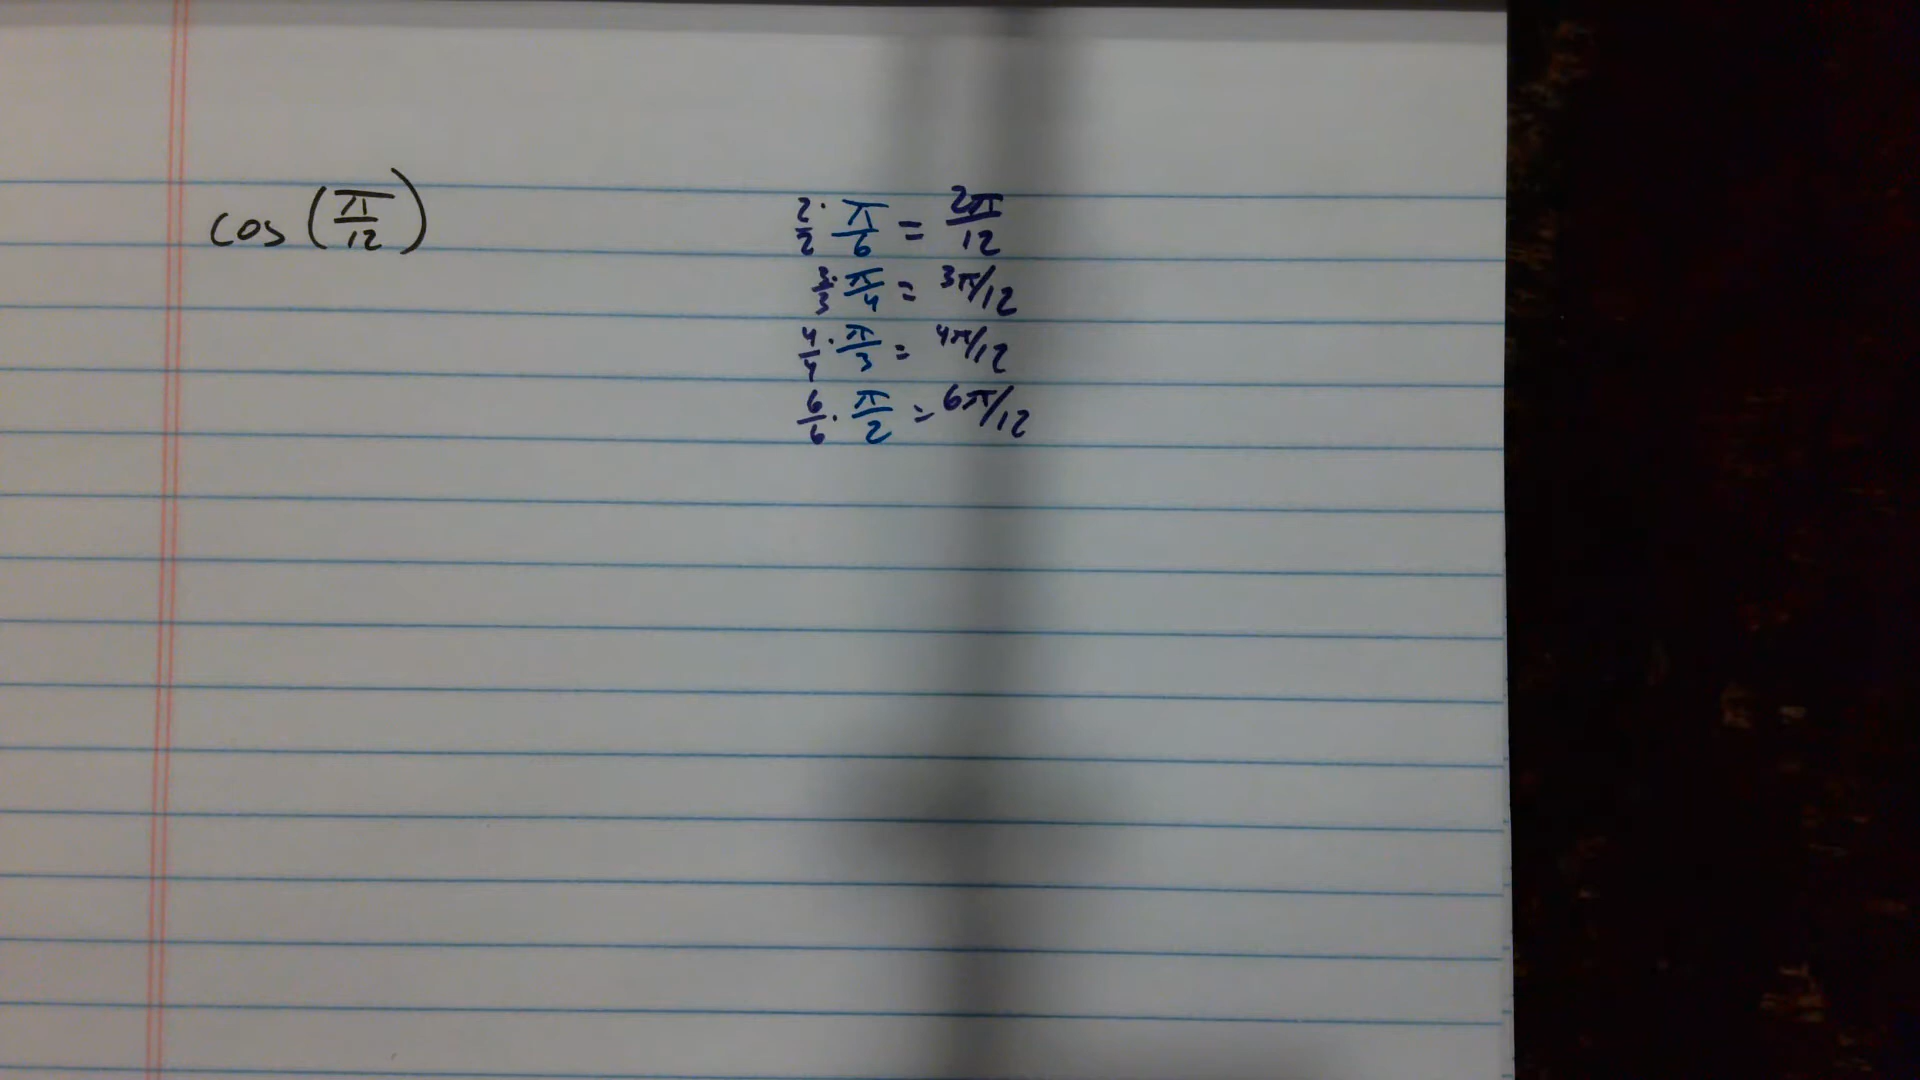 cos (π/12)
2/2 · π/6 = 2π/12
3/3 · π/4 = 3π/12
4/4 · π/3 = 4π/12
6/6 · π/2 = 6π/12